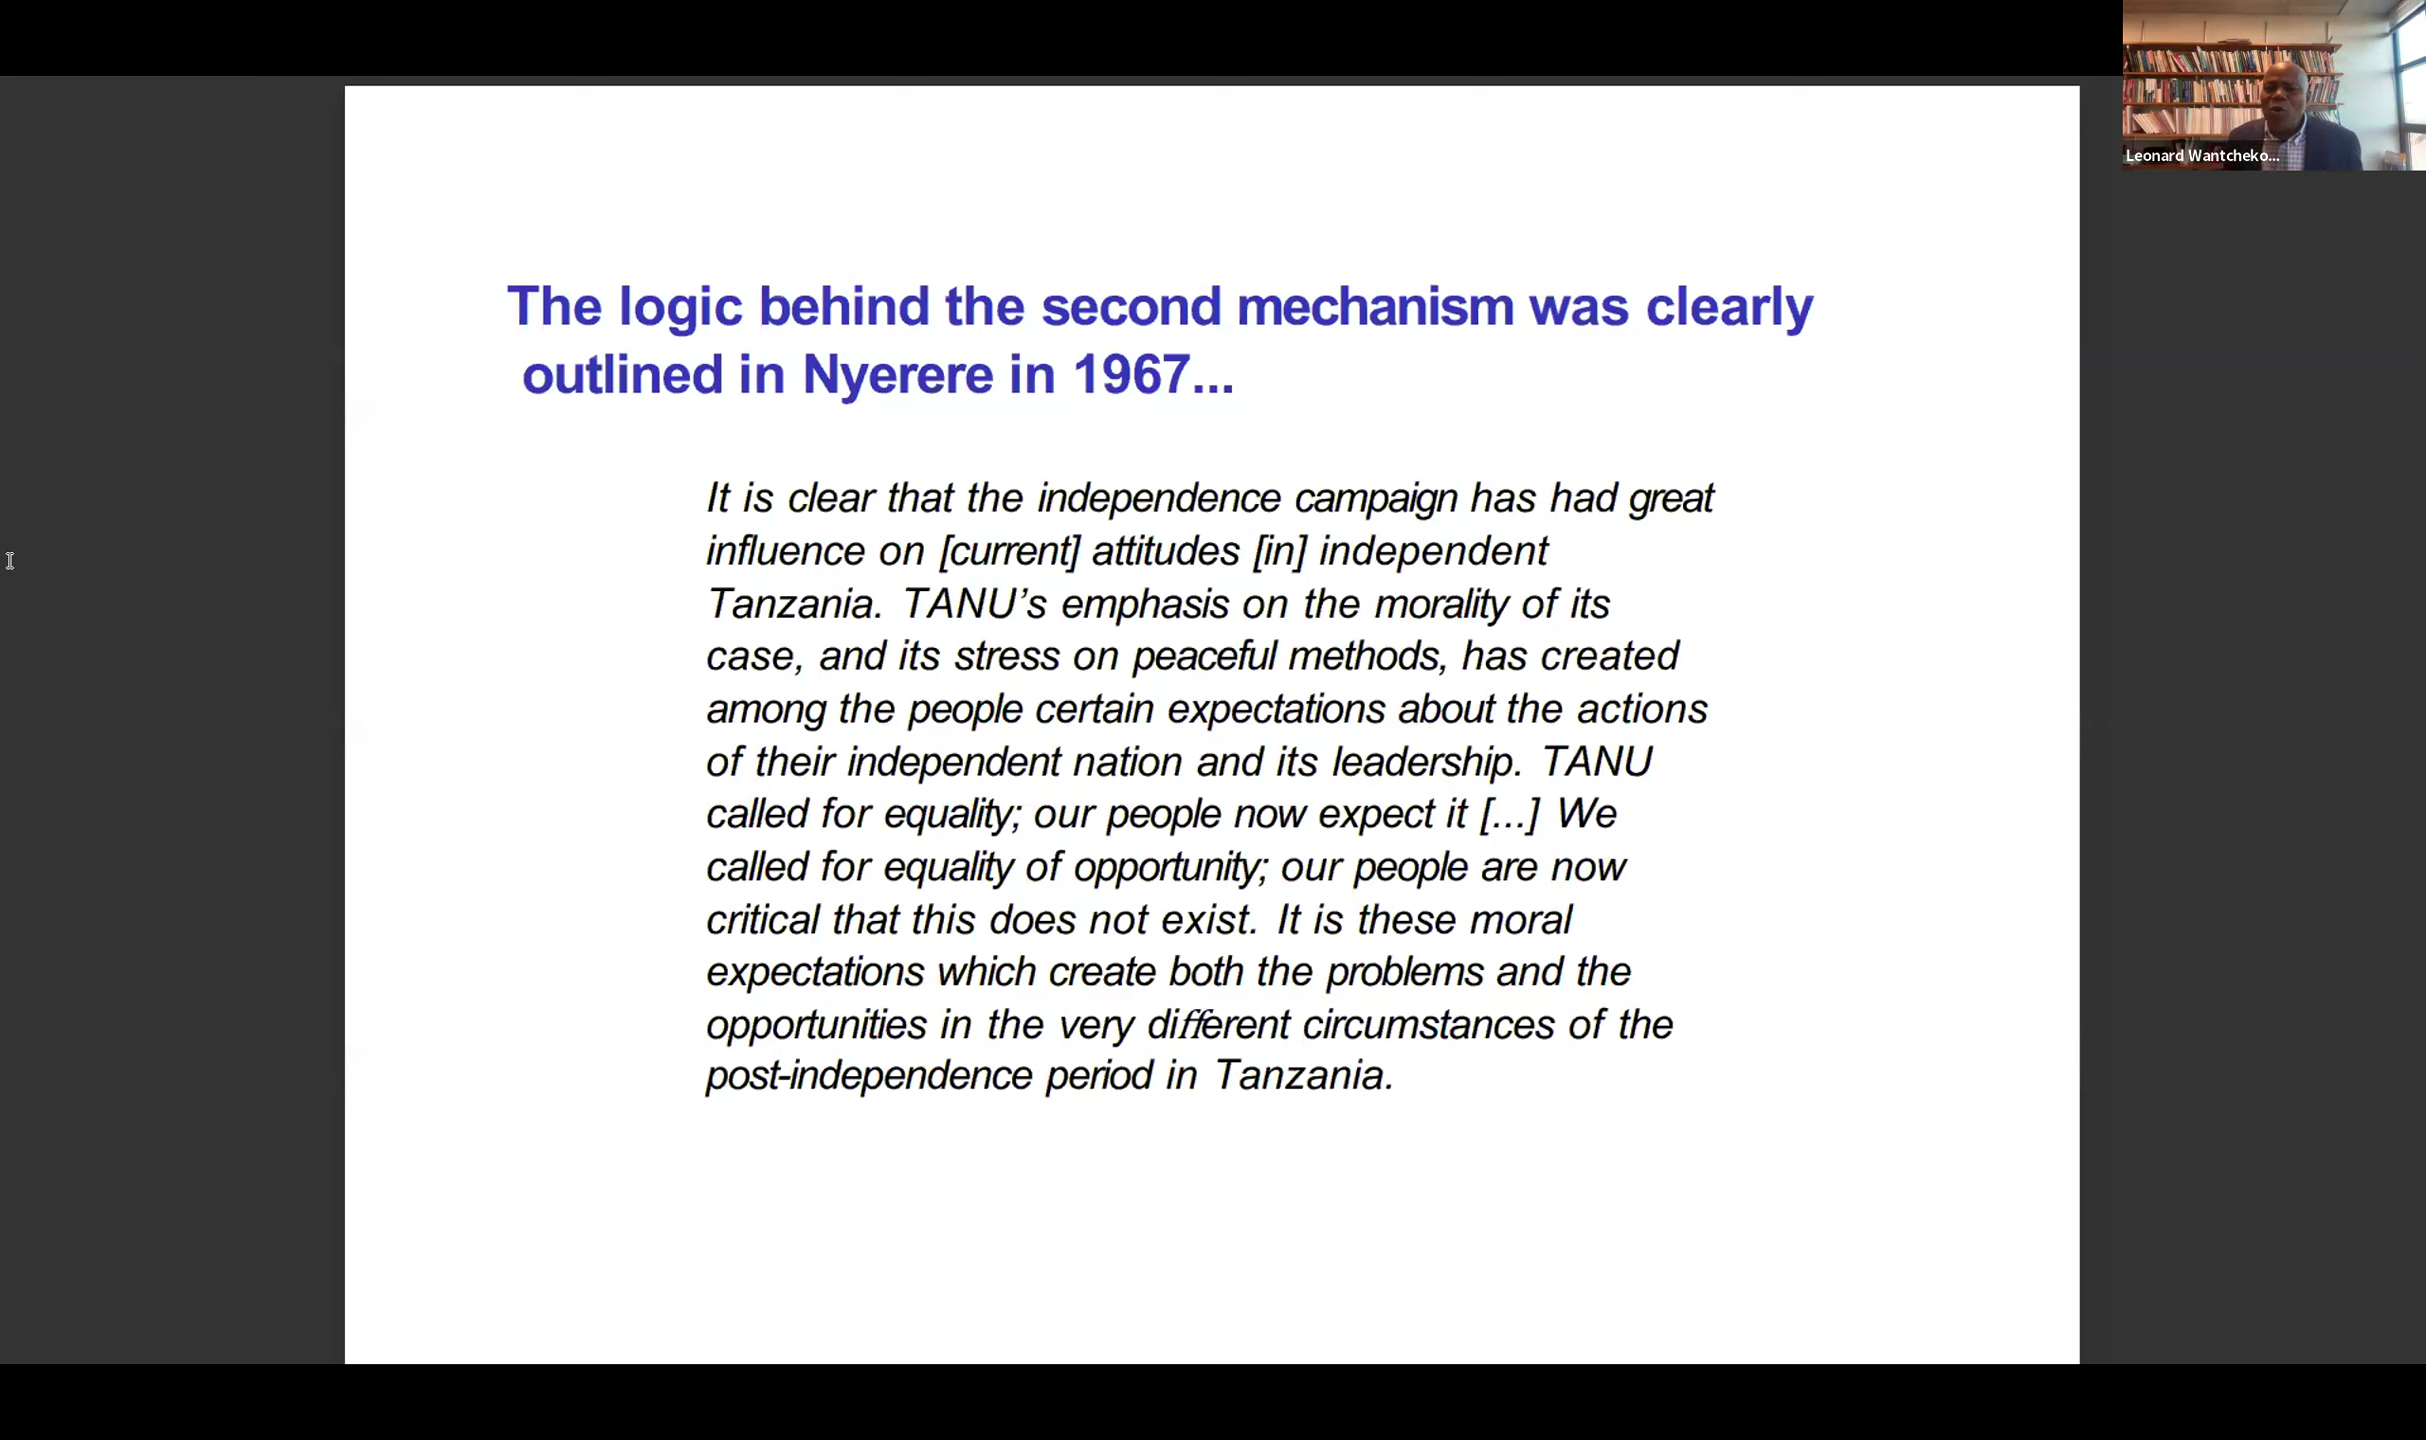 Leonard Wantcheko...
The logic behind the second mechanism was clearly
outlined in Nyerere in 1967...
It is clear that the independence campaign has had great
influence on [current] attitudes [in] independent
Tanzania. TANU’s emphasis on the morality of its
case, and its stress on peaceful methods, has created
among the people certain expectations about the actions
of their independent nation and its leadership. TANU
called for equality; our people now expect it [...] We
called for equality of opportunity; our people are now
critical that this does not exist. It is these moral
expectations which create both the problems and the
opportunities in the very different circumstances of the
post-independence period in Tanzania.